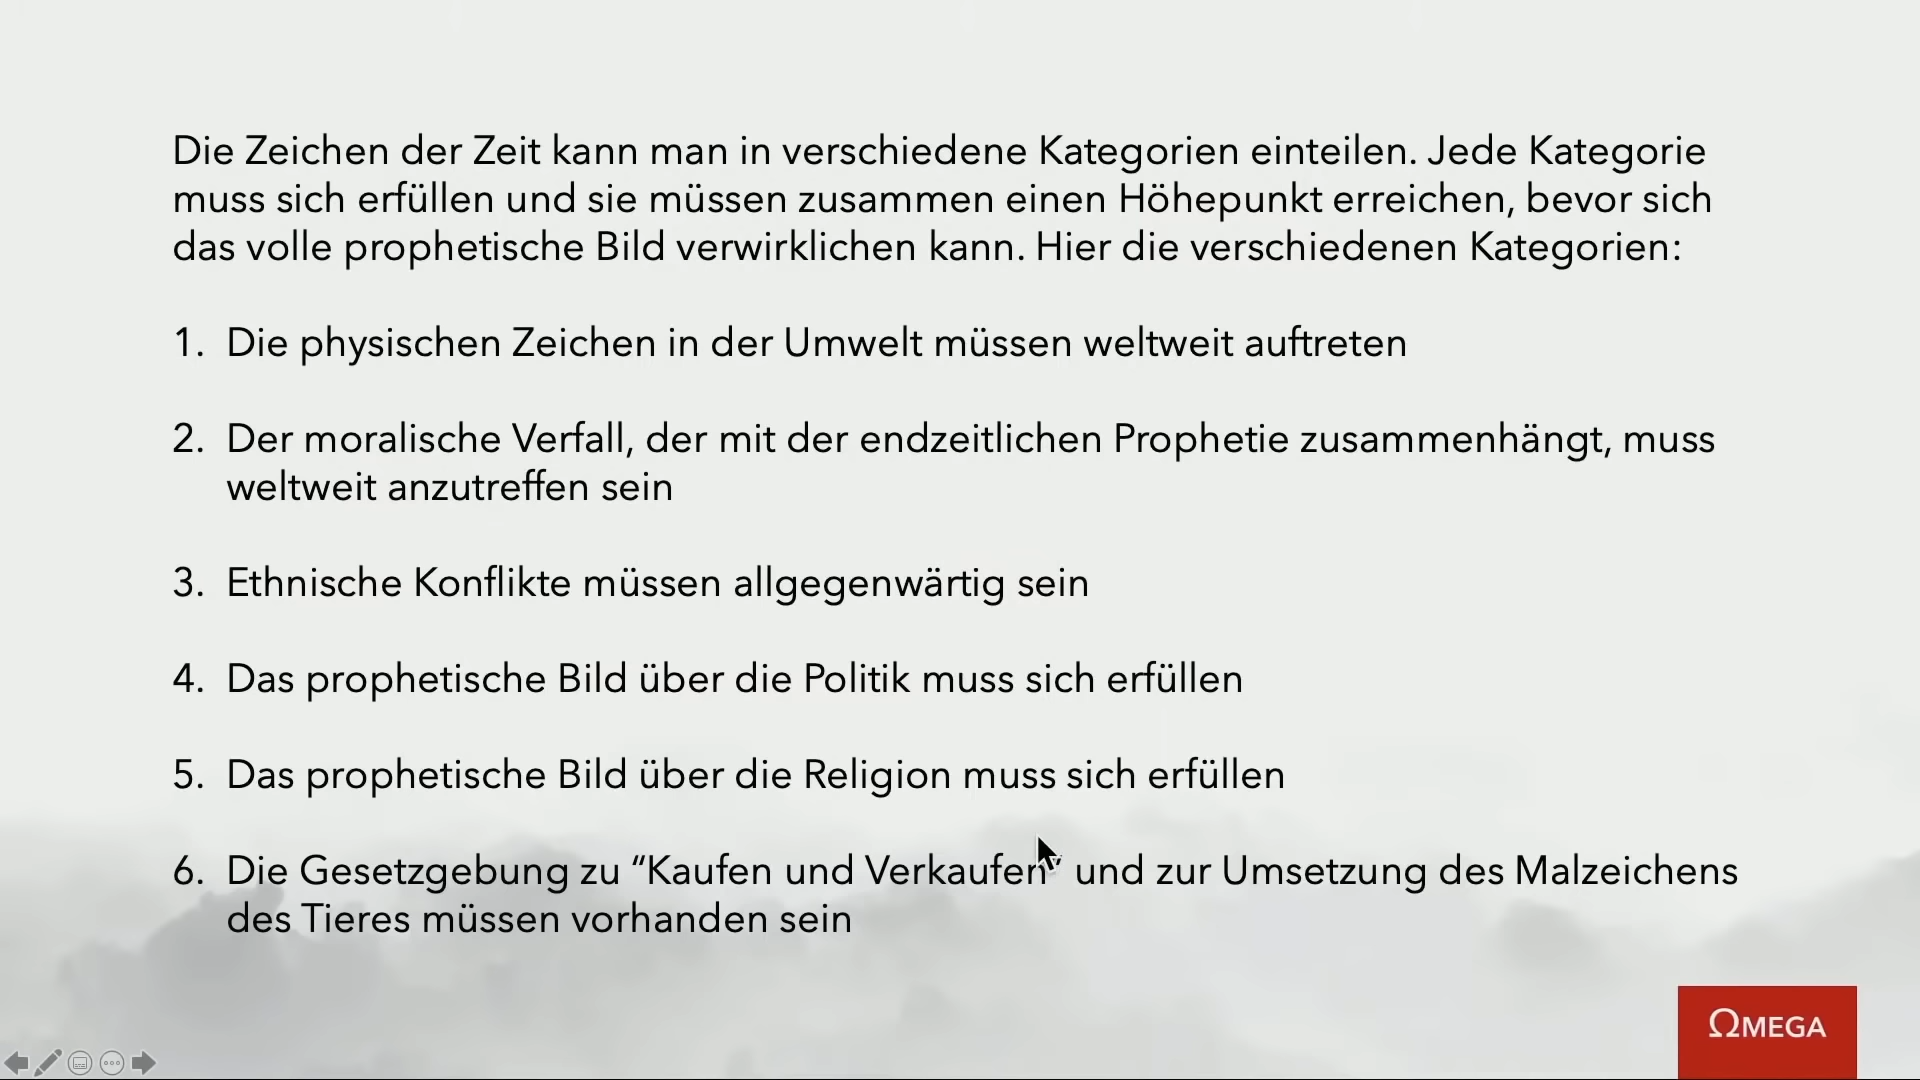 Die Zeichen der Zeit kann man in verschiedene Kategorien einteilen. Jede Kategorie
muss sich erfüllen und sie müssen zusammen einen Höhepunkt erreichen, bevor sich
das volle prophetische Bild verwirklichen kann. Hier die verschiedenen Kategorien:
1. Die physischen Zeichen in der Umwelt müssen weltweit auftreten
2. Der moralische Verfall, der mit der endzeitlichen Prophetie zusammenhängt, muss
weltweit anzutreffen sein
3. Ethnische Konflikte müssen allgegenwärtig sein
4. Das prophetische Bild über die Politik muss sich erfüllen
5. Das prophetische Bild über die Religion muss sich erfüllen
6. Die Gesetzgebung zu “Kaufen und Verkaufen” und zur Umsetzung des Malzeichens
des Tieres müssen vorhanden sein
ΩMEGA